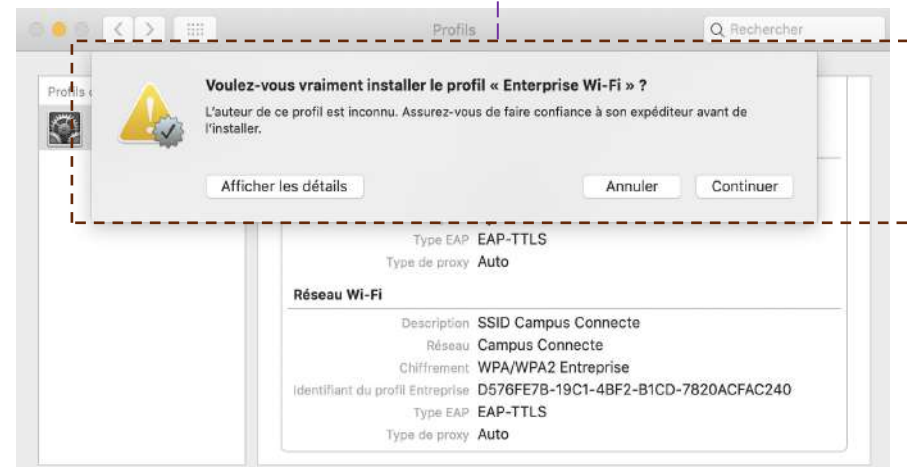 Profils
Rechercher
Profils
Voulez-vous vraiment installer le profil « Enterprise Wi-Fi » ?
L'auteur de ce profil est inconnu. Assurez-vous de faire confiance à son expéditeur avant de
l'installer.
Afficher les détails
Annuler
Continuer
Type EAP EAP-TTLS
Type de proxy Auto
Réseau Wi-Fi
Description SSID Campus Connecte
Réseau Campus Connecte
Chiffrement WPA/WPA2 Entreprise
Identifiant du profil Entreprise D576FE7B-19C1-4BF2-B1CD-7820ACFAC240
Type EAP EAP-TTLS
Type de proxy Auto